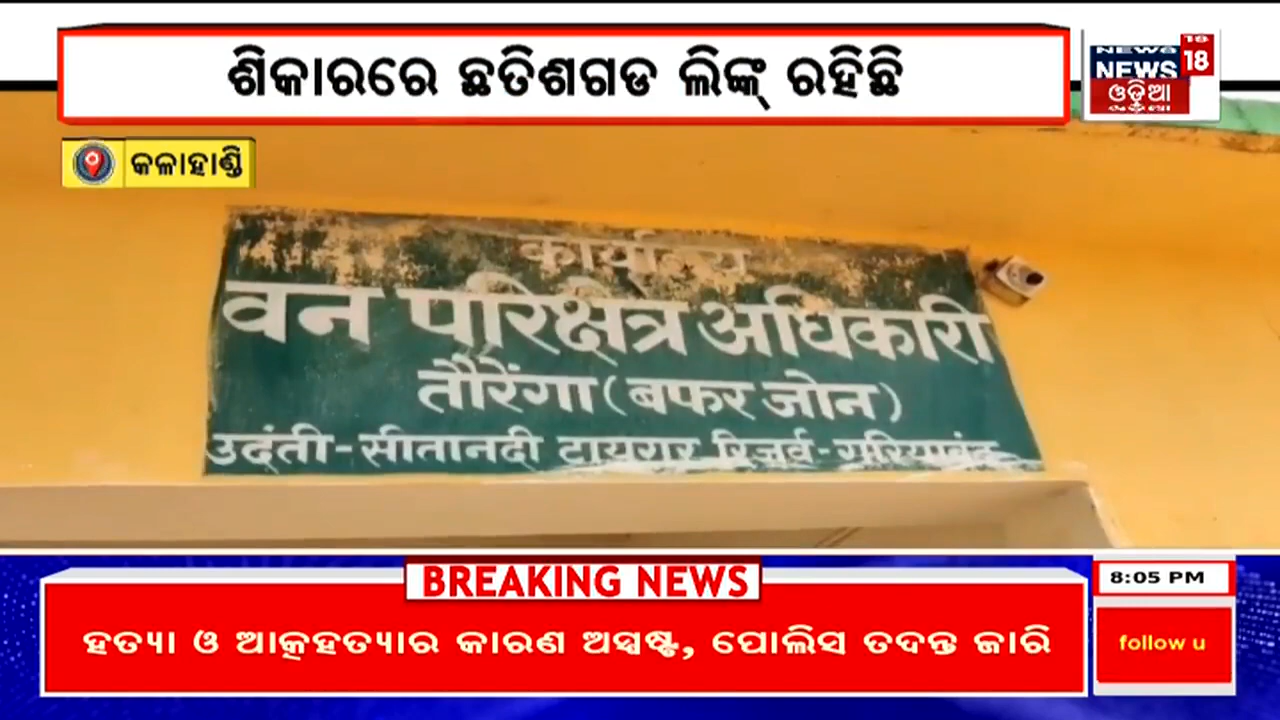 ଶିକାରରେ ଛତିଶଗଡ ଲିଙ୍କ୍ ରହିଛି
NEWS
18
ଓଡ଼ିଆ
କଳାହାଣ୍ଡି
कार्यालय
वन परिक्षेत्र अधिकारी
तौरेंगा (बफर जोन)
उदंती-सीतानदी टायगर रिजर्व-गरियाबंद
BREAKING NEWS
8:05 PM
ହତ୍ୟା ଓ ଆତ୍ମହତ୍ୟାର କାରଣ ଅସ୍ପଷ୍ଟ, ପୋଲିସ ତଦନ୍ତ ଜାରି
follow u